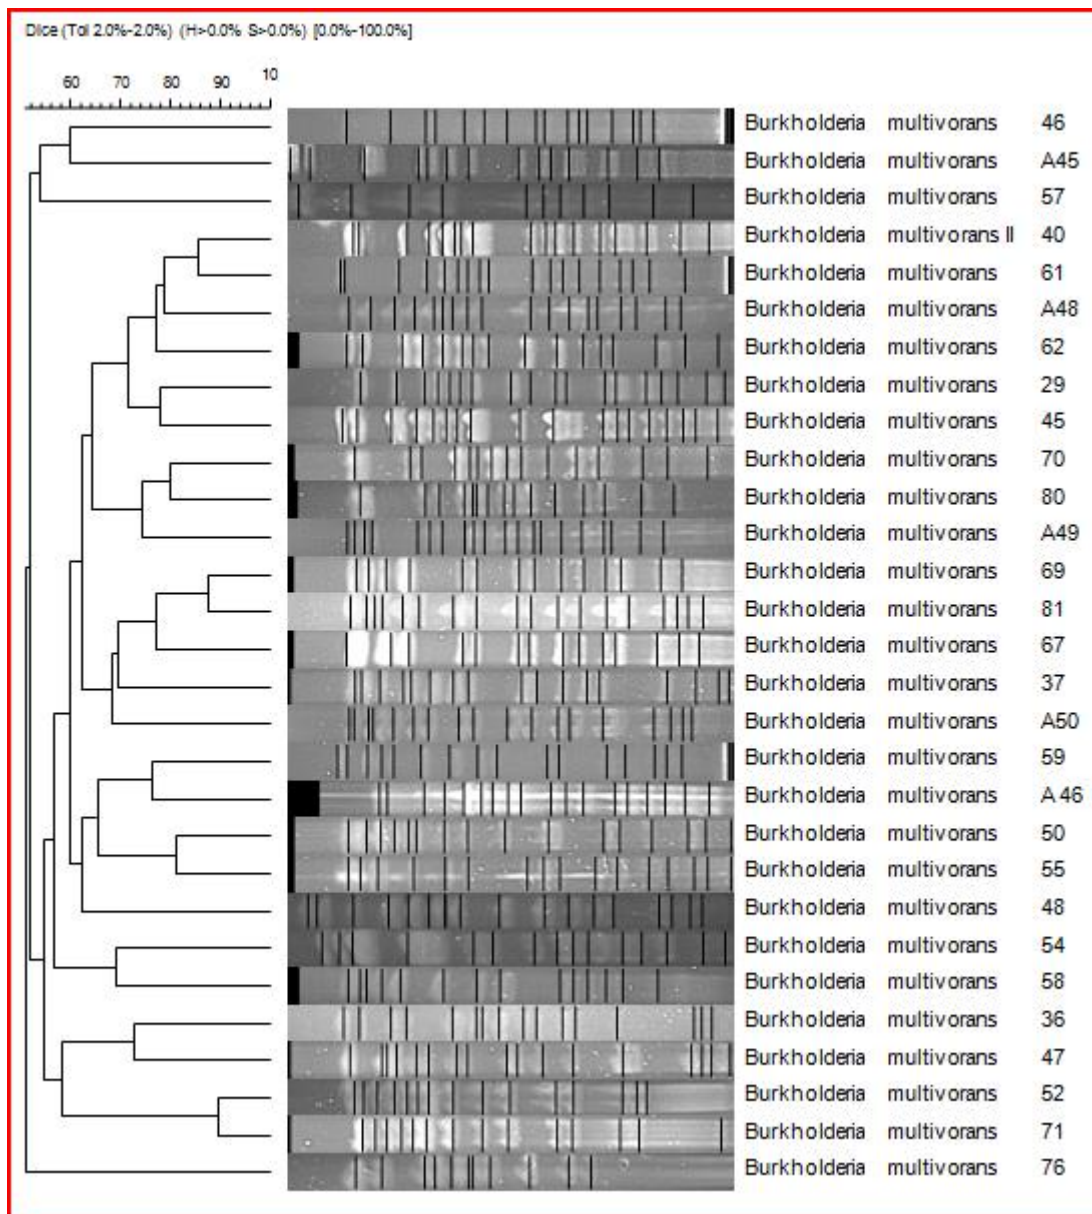 Dice (Tol 2.0%-2.0%) (H>0.0% S>0.0%) [0.0%-100.0%]
60 70 80 90 10
Burkholderia multivorans 46
Burkholderia multivorans A45
Burkholderia multivorans 57
Burkholderia multivorans II 40
Burkholderia multivorans 61
Burkholderia multivorans A48
Burkholderia multivorans 62
Burkholderia multivorans 29
Burkholderia multivorans 45
Burkholderia multivorans 70
Burkholderia multivorans 80
Burkholderia multivorans A49
Burkholderia multivorans 69
Burkholderia multivorans 81
Burkholderia multivorans 67
Burkholderia multivorans 37
Burkholderia multivorans A50
Burkholderia multivorans 59
Burkholderia multivorans A 46
Burkholderia multivorans 50
Burkholderia multivorans 55
Burkholderia multivorans 48
Burkholderia multivorans 54
Burkholderia multivorans 58
Burkholderia multivorans 36
Burkholderia multivorans 47
Burkholderia multivorans 52
Burkholderia multivorans 71
Burkholderia multivorans 76